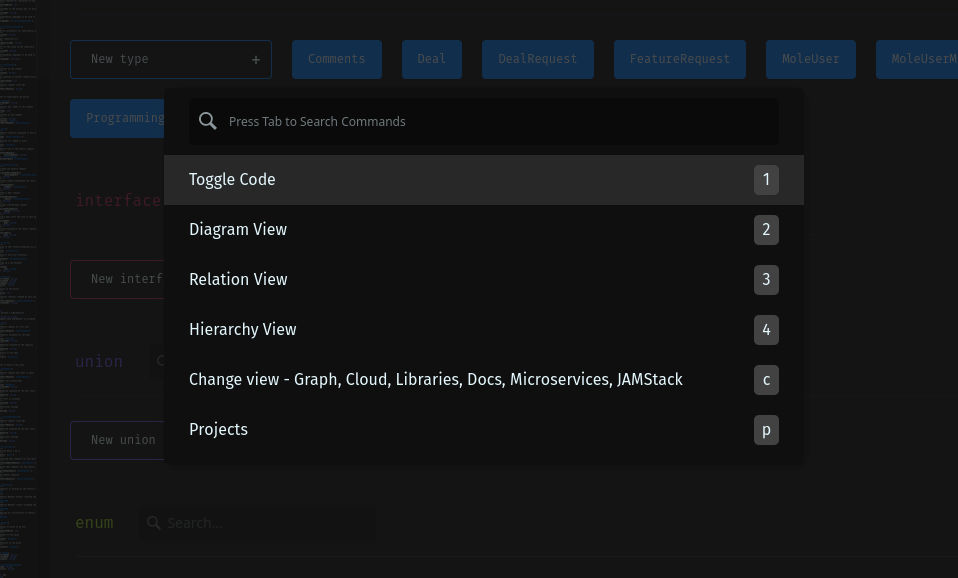 New type +
Comments
Deal
DealRequest
FeatureRequest
MoleUser
MoleUserM
Programming
Press Tab to Search Commands
Toggle Code 1
interface
Diagram View 2
Relation View 3
New interf
Hierarchy View 4
union
Change view - Graph, Cloud, Libraries, Docs, Microservices, JAMStack c
Projects p
New union
enum
Search...